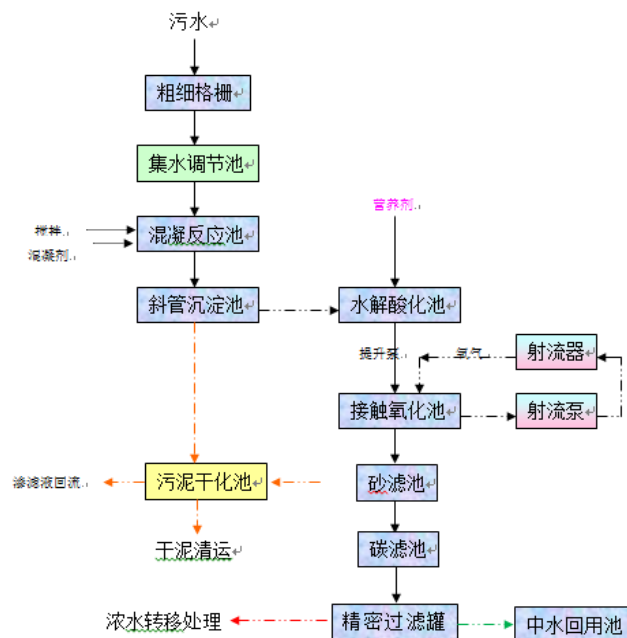 污水
粗细格栅
集水调节池
搅拌
混凝剂
混凝反应池
营养剂
斜管沉淀池
水解酸化池
提升泵
氧气
射流器
接触氧化池
射流泵
渗滤液回流
污泥干化池
砂滤池
干泥清运
碳滤池
浓水转移处理
精密过滤罐
中水回用池